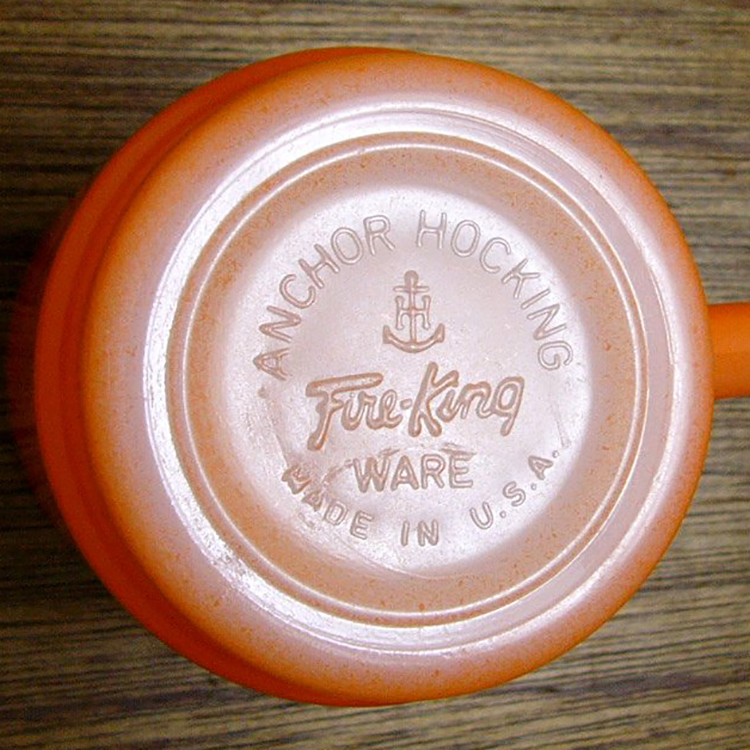 ANCHOR HOCKING
H
Fire-King
WARE
MADE IN U.S.A.